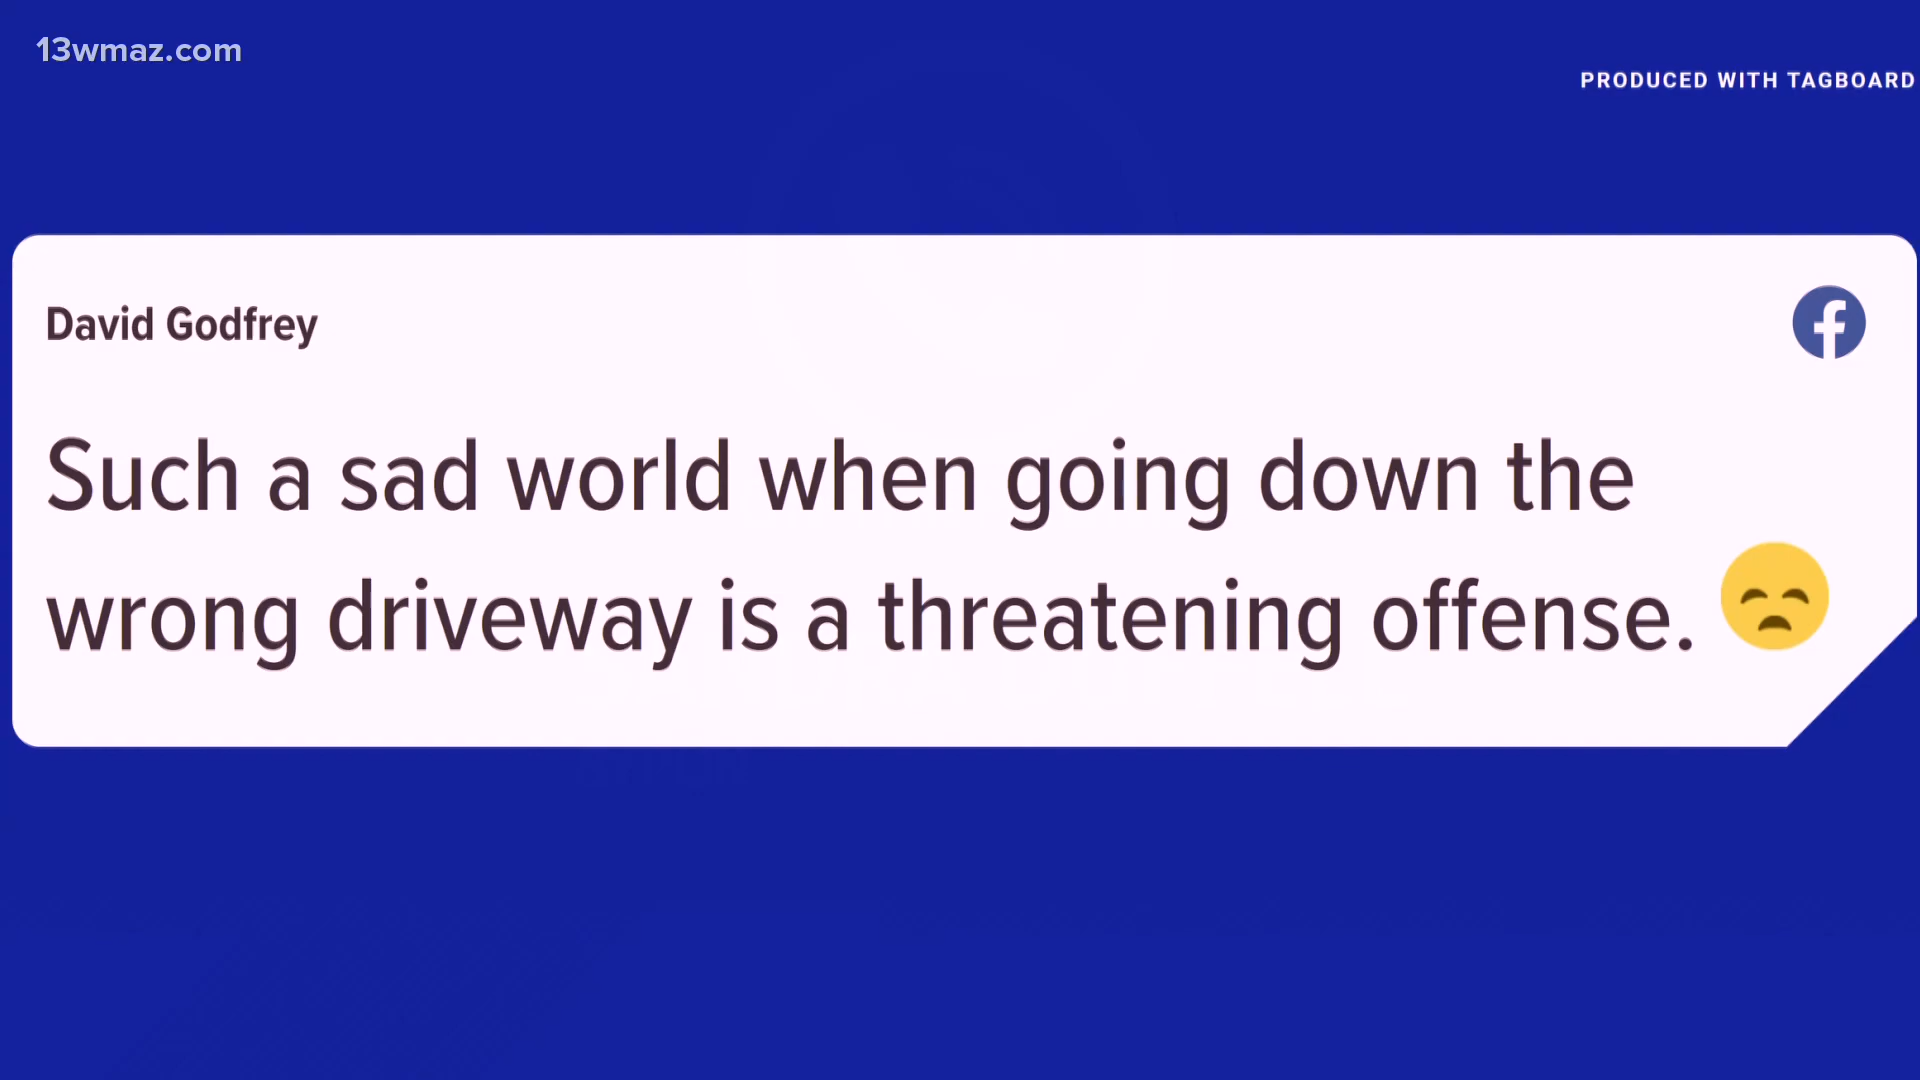 13wmaz.com
PRODUCED WITH TAGBOARD
David Godfrey
Such a sad world when going down the
wrong driveway is a threatening offense. 😞